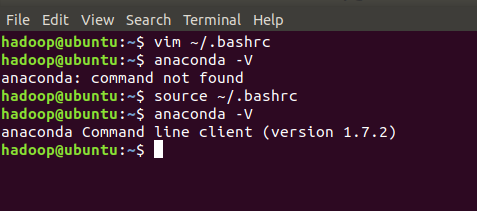 File Edit View Search Terminal Help
hadoop@ubuntu:~$ vim ~/.bashrc
hadoop@ubuntu:~$ anaconda -V
anaconda: command not found
hadoop@ubuntu:~$ source ~/.bashrc
hadoop@ubuntu:~$ anaconda -V
anaconda Command line client (version 1.7.2)
hadoop@ubuntu:~$